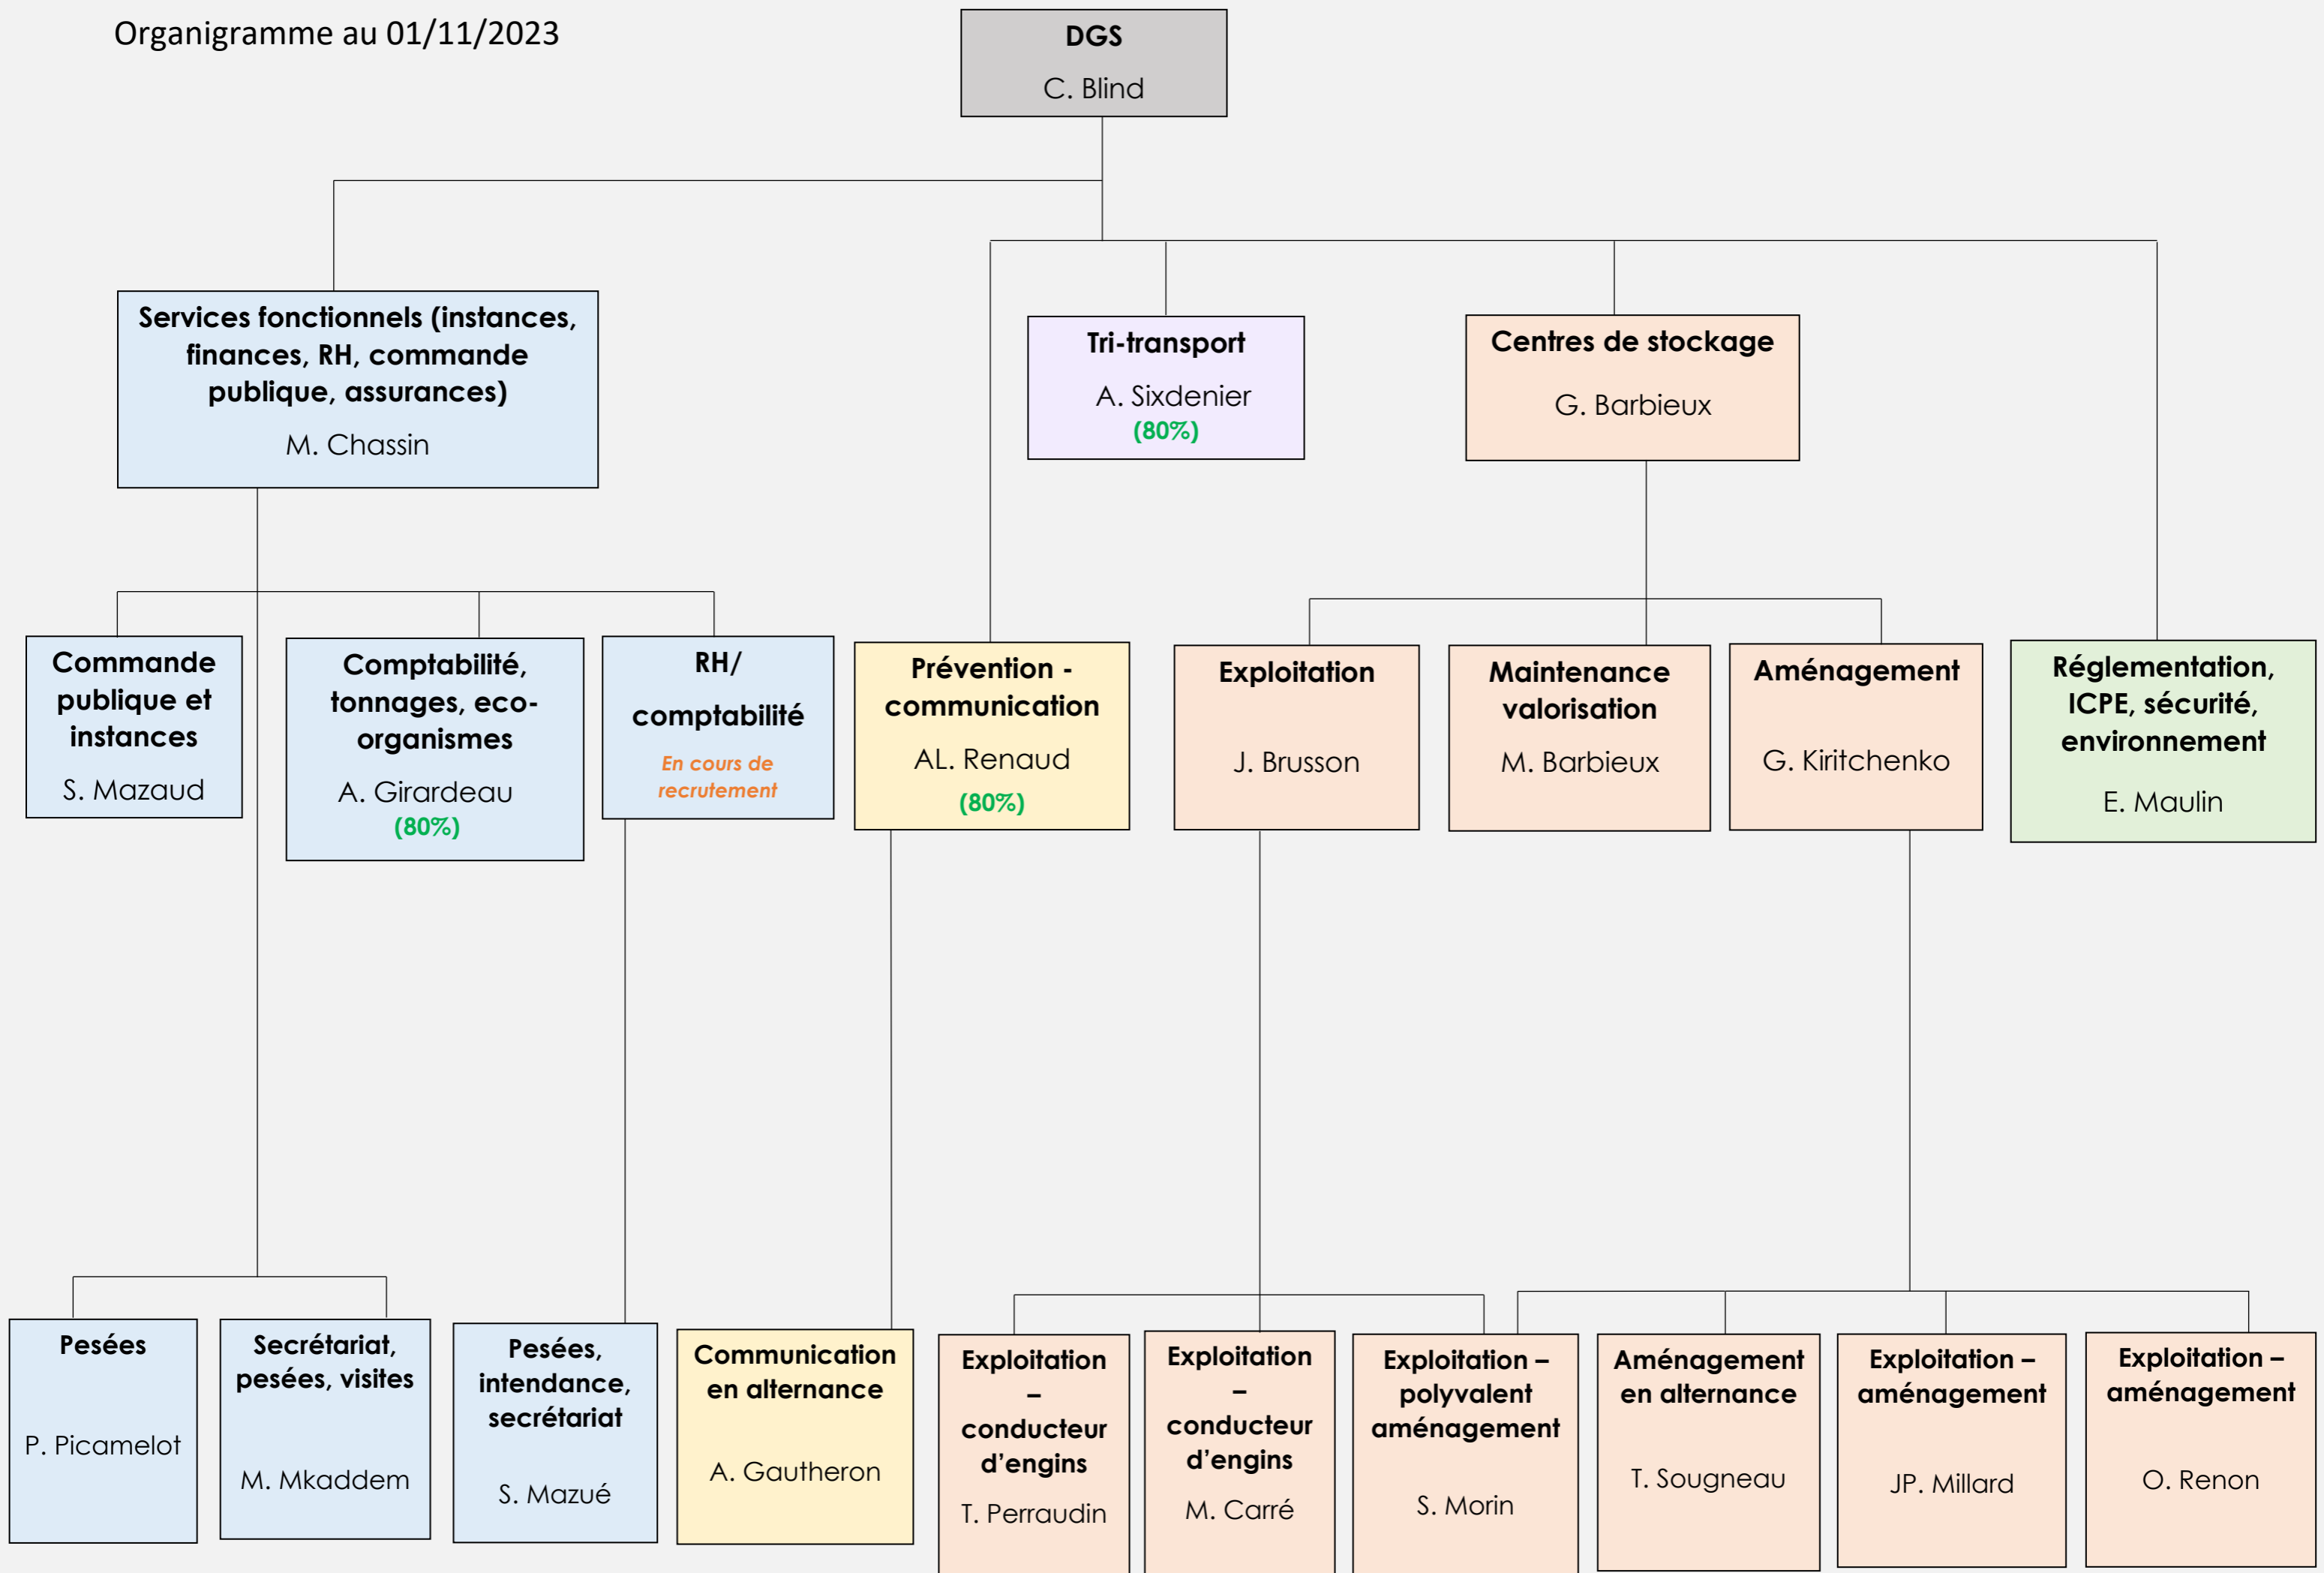 Organigramme au 01/11/2023
DGS
C. Blind
Services fonctionnels (instances,
finances, RH, commande
publique, assurances)
M. Chassin
Tri-transport
A. Sixdenier
(80%)
Centres de stockage
G. Barbieux
Commande
publique et
instances
S. Mazaud
Comptabilité,
tonnages, eco-
organismes
A. Girardeau
(80%)
RH/
comptabilité
En cours de
recrutement
Prévention -
communication
AL. Renaud
(80%)
Exploitation
J. Brusson
Maintenance
valorisation
M. Barbieux
Aménagement
G. Kiritchenko
Réglementation,
ICPE, sécurité,
environnement
E. Maulin
Pesées
P. Picamelot
Secrétariat,
pesées, visites
M. Mkaddem
Pesées,
intendance,
secrétariat
S. Mazué
Communication
en alternance
A. Gautheron
Exploitation
–
conducteur
d’engins
T. Perraudin
Exploitation
–
conducteur
d’engins
M. Carré
Exploitation –
polyvalent
aménagement
S. Morin
Aménagement
en alternance
T. Sougneau
Exploitation –
aménagement
JP. Millard
Exploitation –
aménagement
O. Renon